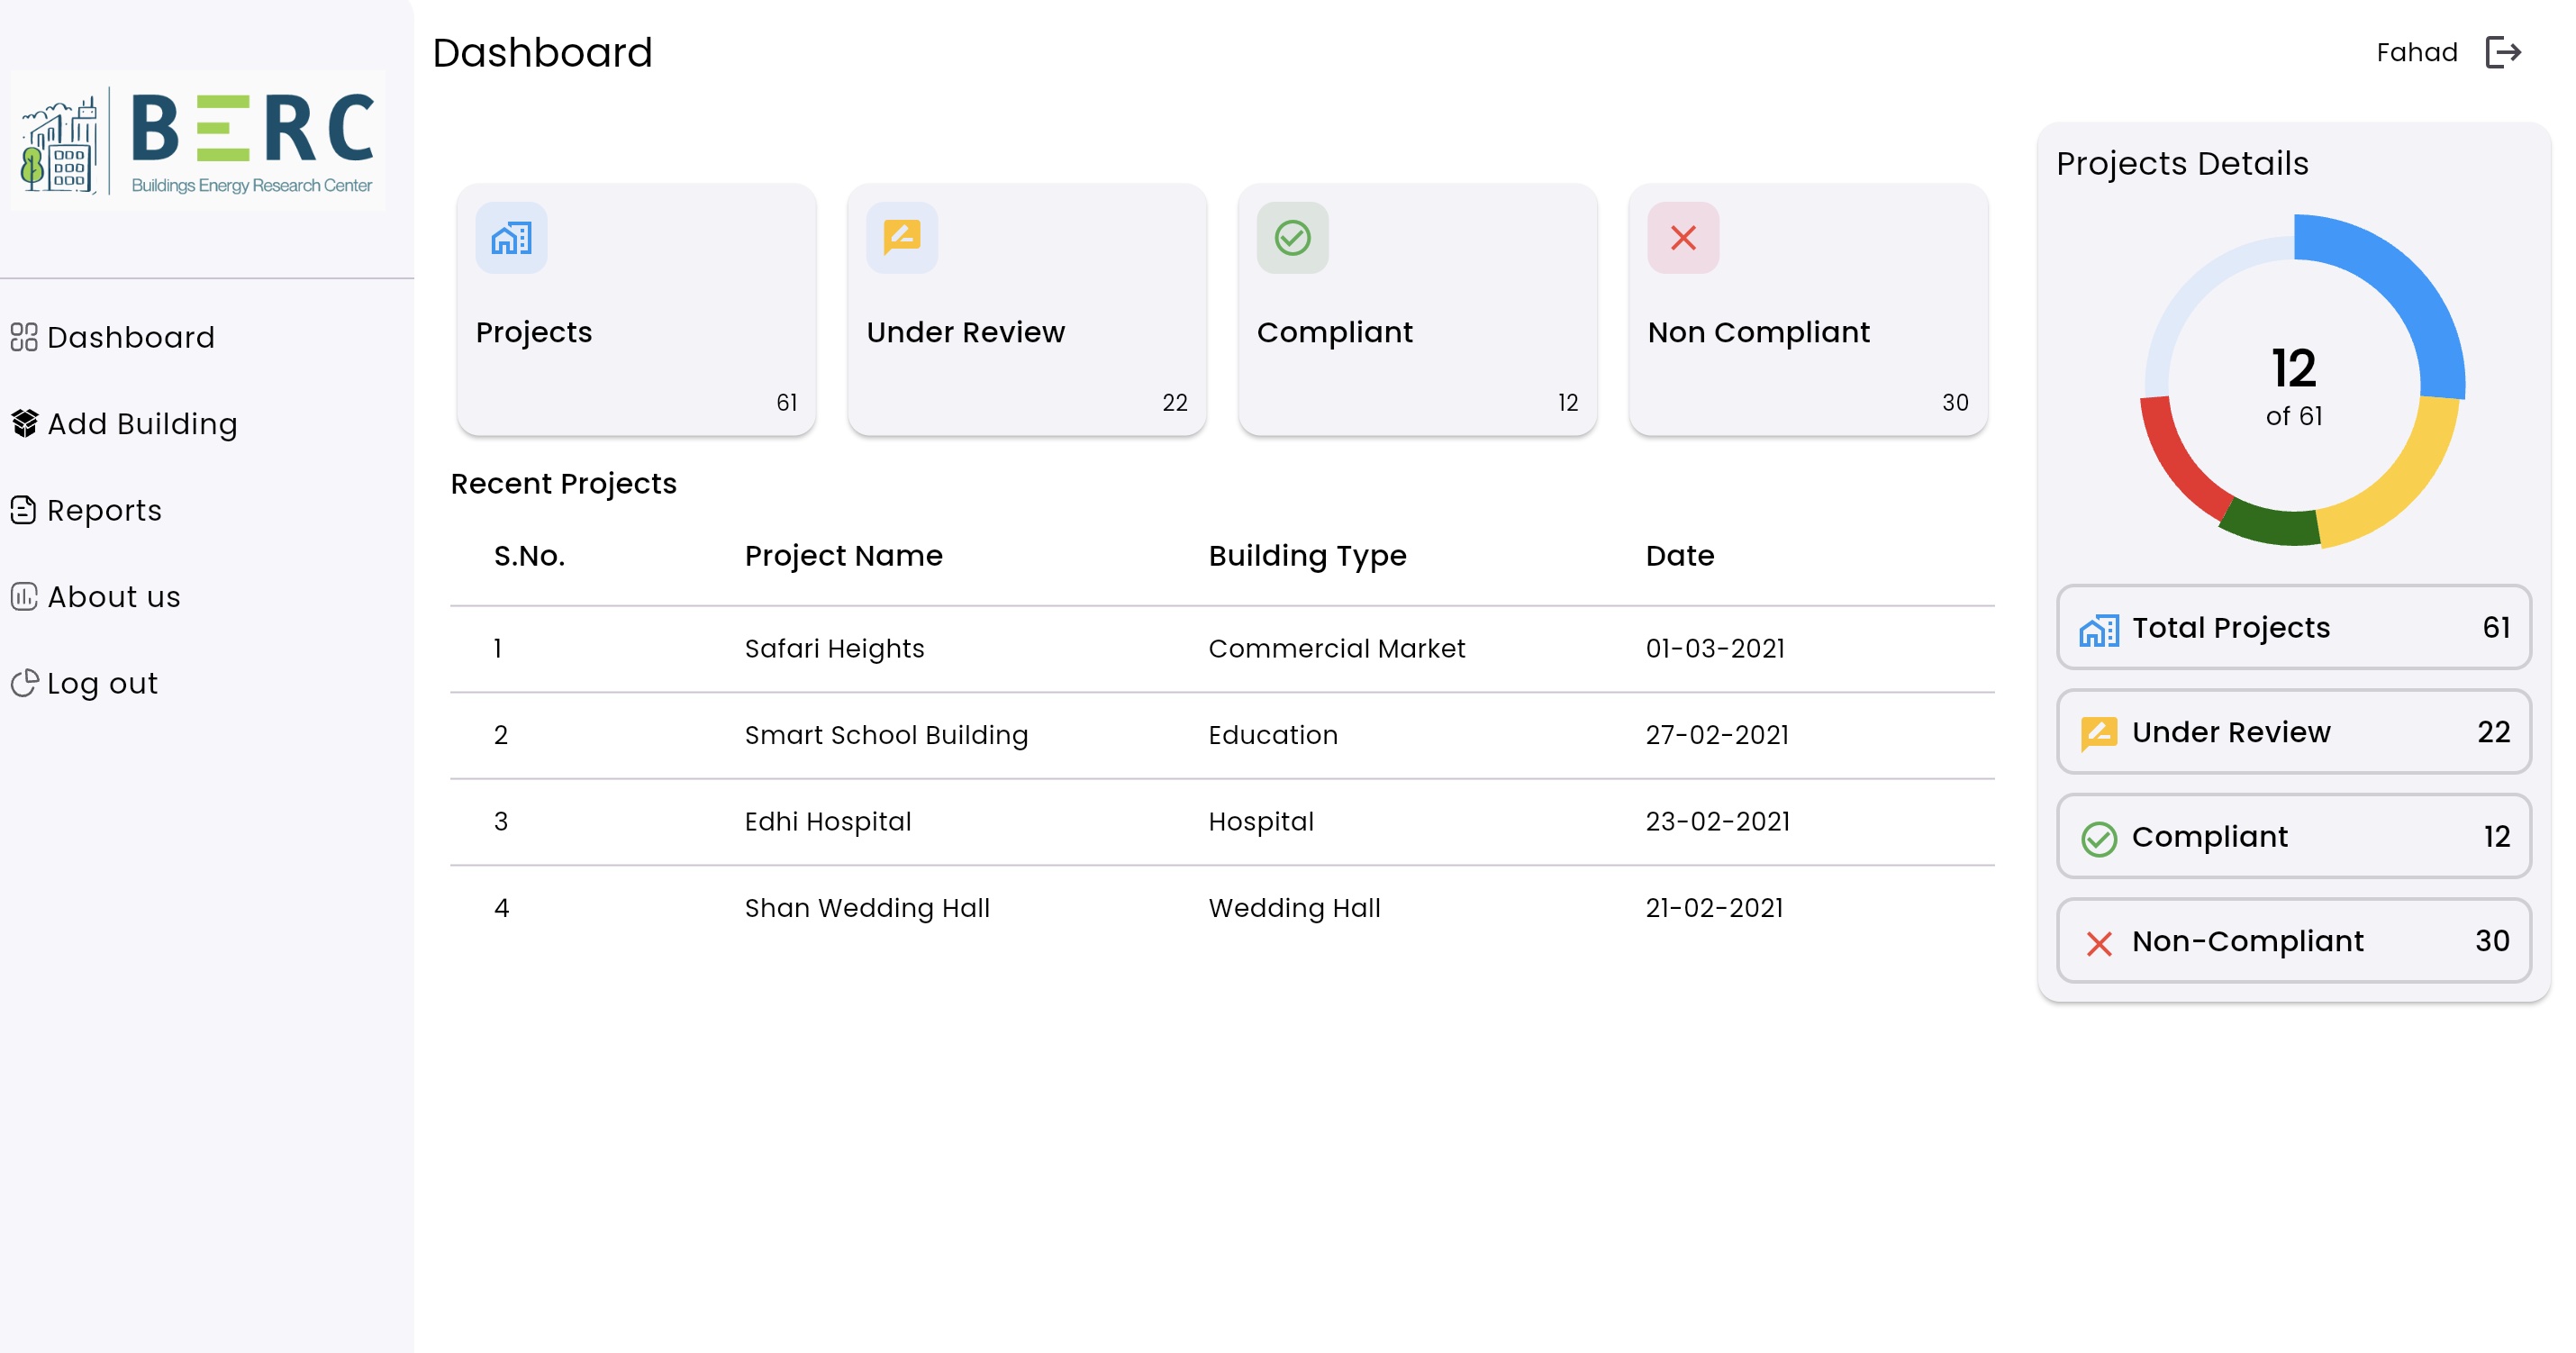 BERC
Buildings Energy Research Center
Dashboard
Add Building
Reports
About us
Log out
Dashboard
Fahad
Projects
61
Under Review
22
Compliant
12
Non Compliant
30
Recent Projects
S.No. Project Name Building Type Date
1 Safari Heights Commercial Market 01-03-2021
2 Smart School Building Education 27-02-2021
3 Edhi Hospital Hospital 23-02-2021
4 Shan Wedding Hall Wedding Hall 21-02-2021
Projects Details
12
of 61
Total Projects 61
Under Review 22
Compliant 12
Non-Compliant 30